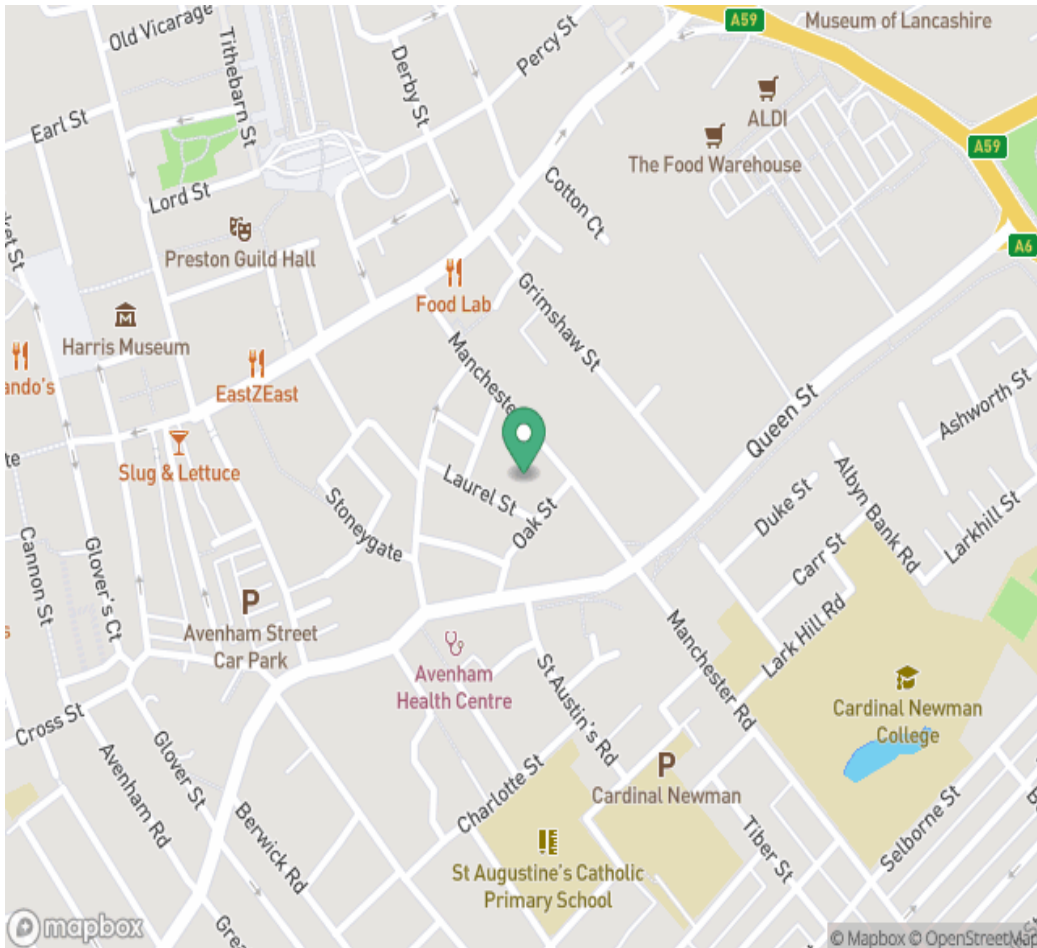 Old Vicarage
Tithebarn St
Derby St
Percy St
A59
Museum of Lancashire
Earl St
ALDI
The Food Warehouse
A59
Lord St
Cotton Ct
Preston Guild Hall
A6
Food Lab
Grimshaw St
Harris Museum
EastZEast
Manchester
Ashworth St
Slug & Lettuce
Queen St
Laurel St
Albyn Bank Rd
Stoneygate
Oak St
Duke St
Larkhill St
Cannon St
Glover's Ct
Carr St
P
Avenham Street
Car Park
Lark Hill Rd
Avenham
Health Centre
St Austin's Rd
Manchester Rd
Cardinal Newman
College
Cross St
P
Cardinal Newman
Avenham Rd
Glover St
Berwick Rd
Charlotte St
Tiber St
Selborne St
St Augustine's Catholic
Primary School
mapbox
© Mapbox © OpenStreetMap